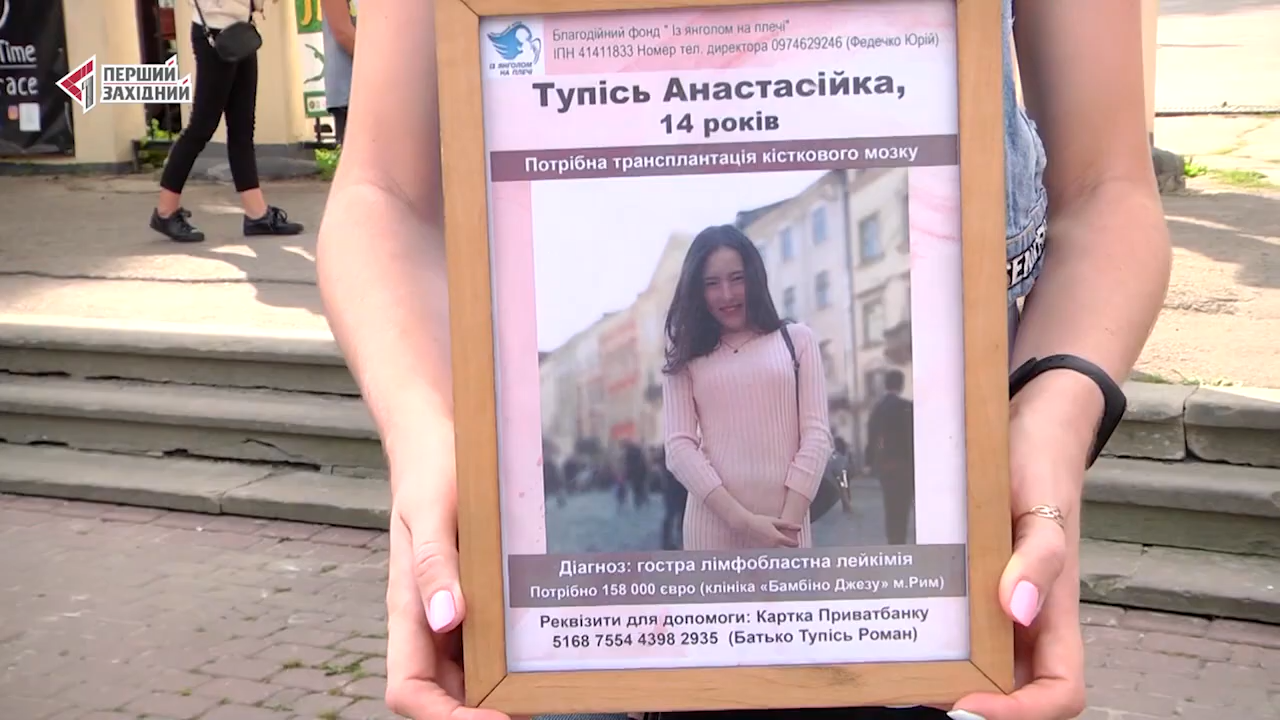 Time
race
ПЕРШИЙ
ЗАХІДНИЙ
ІЗ ЯНГОЛОМ
НА ПЛЕЧІ
Благодійний фонд " Із янголом на плечі"
ІПН 41411833 Номер тел. директора 0974629246 (Федечко Юрій)
Тупісь Анастасійка,
14 років
Потрібна трансплантація кісткового мозку
Діагноз: гостра лімфобластна лейкімія
Потрібно 158 000 євро (клініка «Бамбіно Джезу» м.Рим)
Реквізити для допомоги: Картка Приватбанку
5168 7554 4398 2935 (Батько Тупісь Роман)